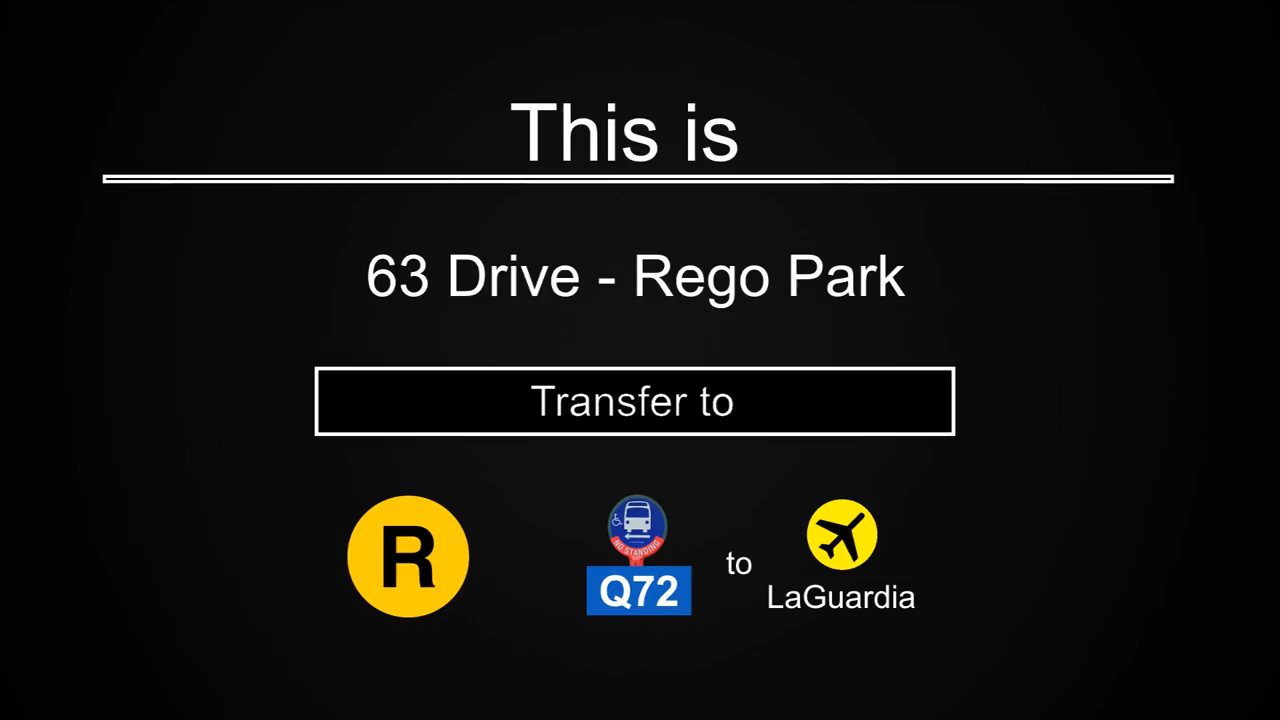 This is
63 Drive - Rego Park
Transfer to
R
NO STANDING
Q72
to
LaGuardia